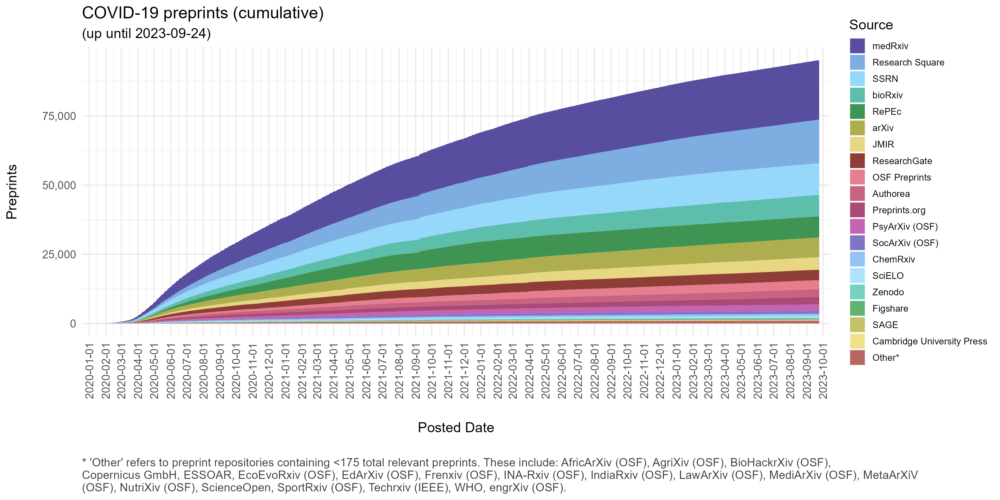 COVID-19 preprints (cumulative)
(up until 2023-09-24)
Preprints
75,000
50,000
25,000
0
2020-01-01
2020-02-01
2020-03-01
2020-04-01
2020-05-01
2020-06-01
2020-07-01
2020-08-01
2020-09-01
2020-10-01
2020-11-01
2020-12-01
2021-01-01
2021-02-01
2021-03-01
2021-04-01
2021-05-01
2021-06-01
2021-07-01
2021-08-01
2021-09-01
2021-10-01
2021-11-01
2021-12-01
2022-01-01
2022-02-01
2022-03-01
2022-04-01
2022-05-01
2022-06-01
2022-07-01
2022-08-01
2022-09-01
2022-10-01
2022-11-01
2022-12-01
2023-01-01
2023-02-01
2023-03-01
2023-04-01
2023-05-01
2023-06-01
2023-07-01
2023-08-01
2023-09-01
2023-10-01
Posted Date
Source
medRxiv
Research Square
SSRN
bioRxiv
RePEc
arXiv
JMIR
ResearchGate
OSF Preprints
Authorea
Preprints.org
PsyArXiv (OSF)
SocArXiv (OSF)
ChemRxiv
SciELO
Zenodo
Figshare
SAGE
Cambridge University Press
Other*
* 'Other' refers to preprint repositories containing <175 total relevant preprints. These include: AfricArXiv (OSF), AgriXiv (OSF), BioHackrXiv (OSF),
Copernicus GmbH, ESSOAR, EcoEvoRxiv (OSF), EdArXiv (OSF), Frenxiv (OSF), INA-Rxiv (OSF), IndiaRxiv (OSF), LawArXiv (OSF), MediArXiv (OSF), MetaArXiV
(OSF), NutriXiv (OSF), ScienceOpen, SportRxiv (OSF), Techrxiv (IEEE), WHO, engrXiv (OSF).